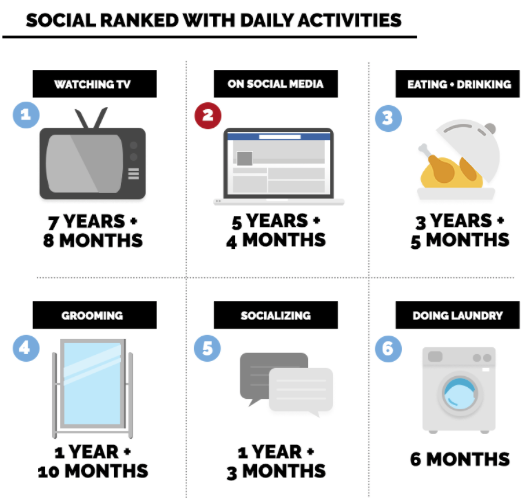 SOCIAL RANKED WITH DAILY ACTIVITIES
WATCHING TV
1
7 YEARS +
8 MONTHS
ON SOCIAL MEDIA
2
5 YEARS +
4 MONTHS
EATING + DRINKING
3
3 YEARS +
5 MONTHS
GROOMING
4
1 YEAR +
10 MONTHS
SOCIALIZING
5
1 YEAR +
3 MONTHS
DOING LAUNDRY
6
6 MONTHS